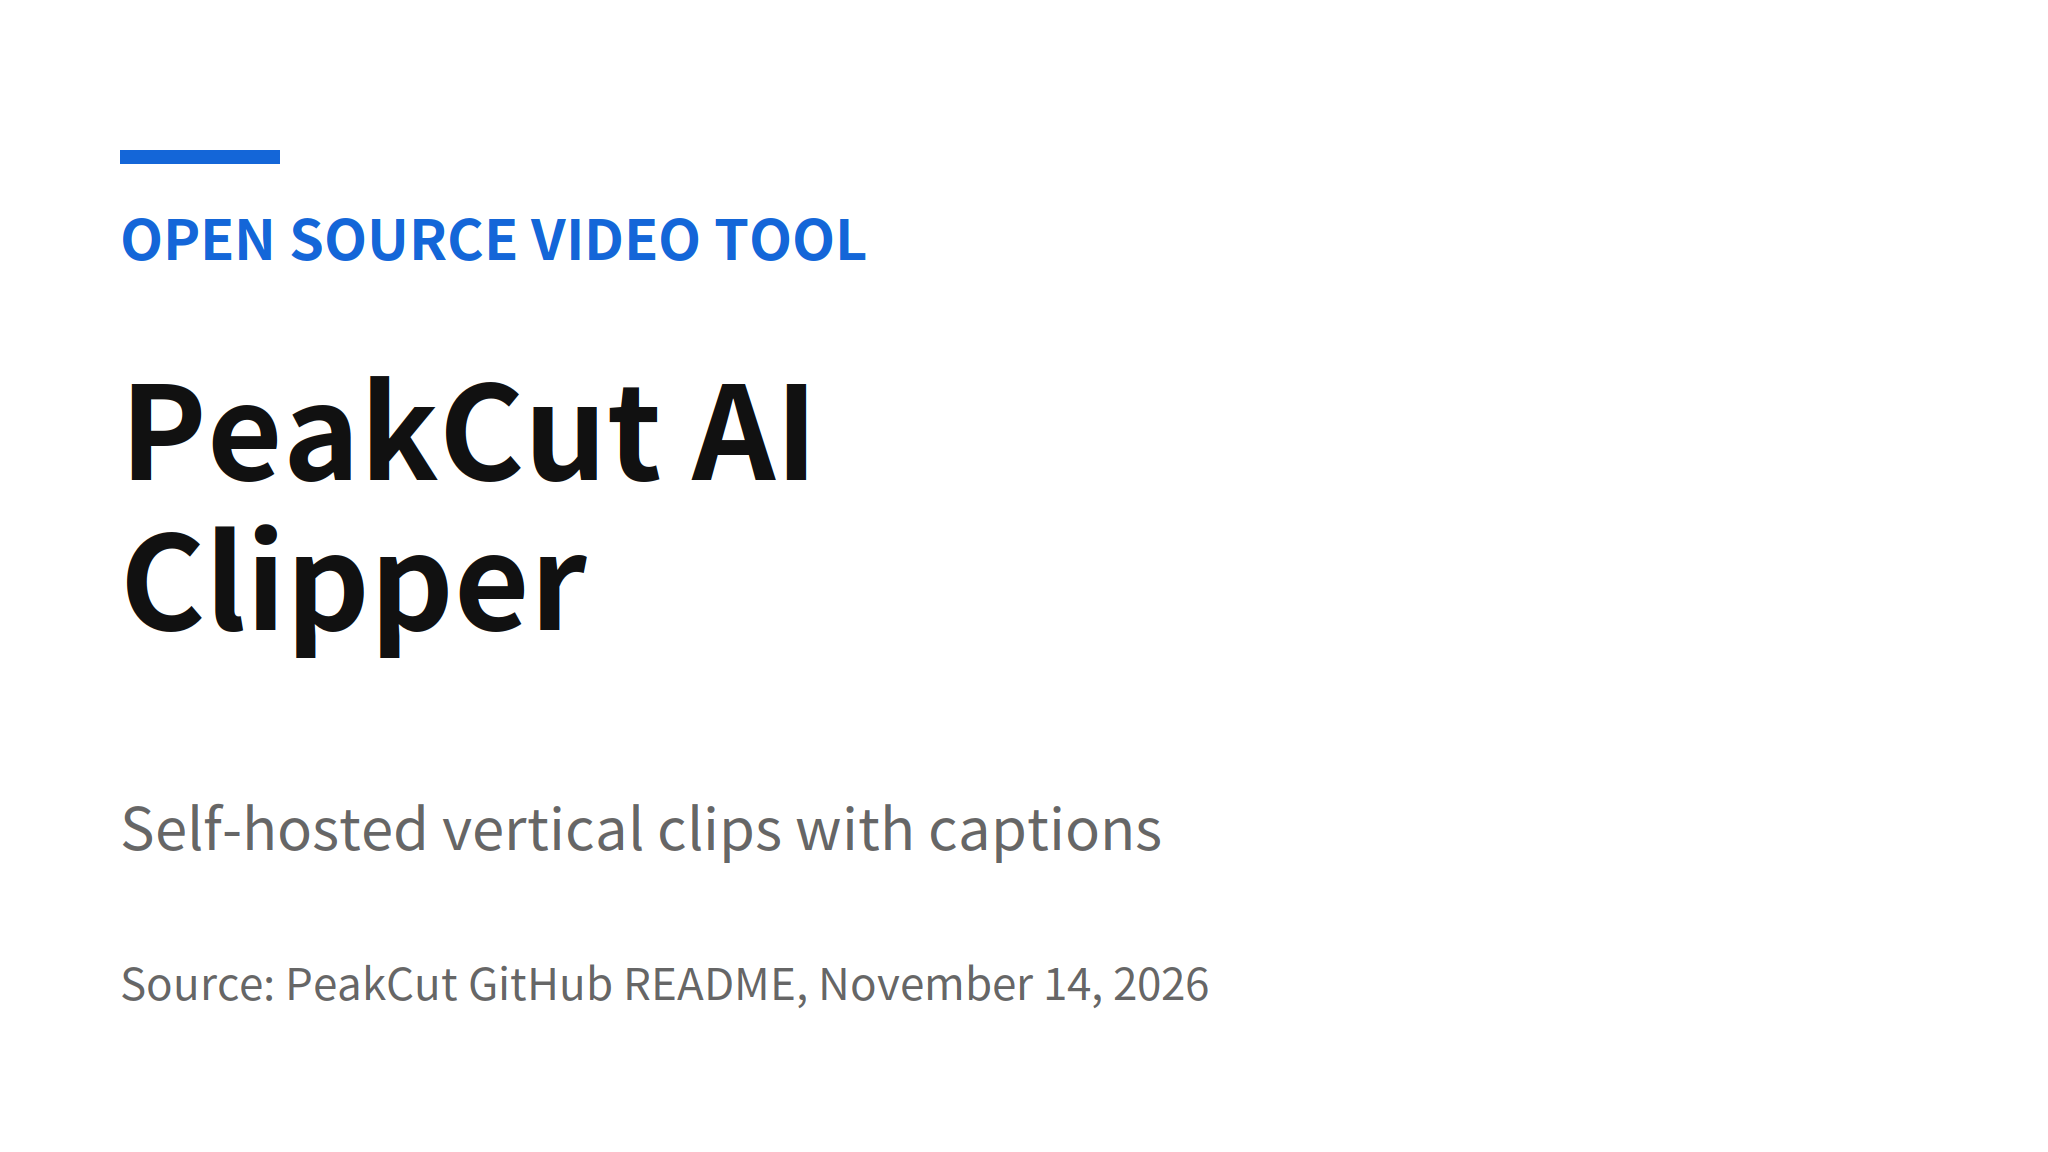 OPEN SOURCE VIDEO TOOL
PeakCut AI
Clipper
Self-hosted vertical clips with captions
Source: PeakCut GitHub README, November 14, 2026